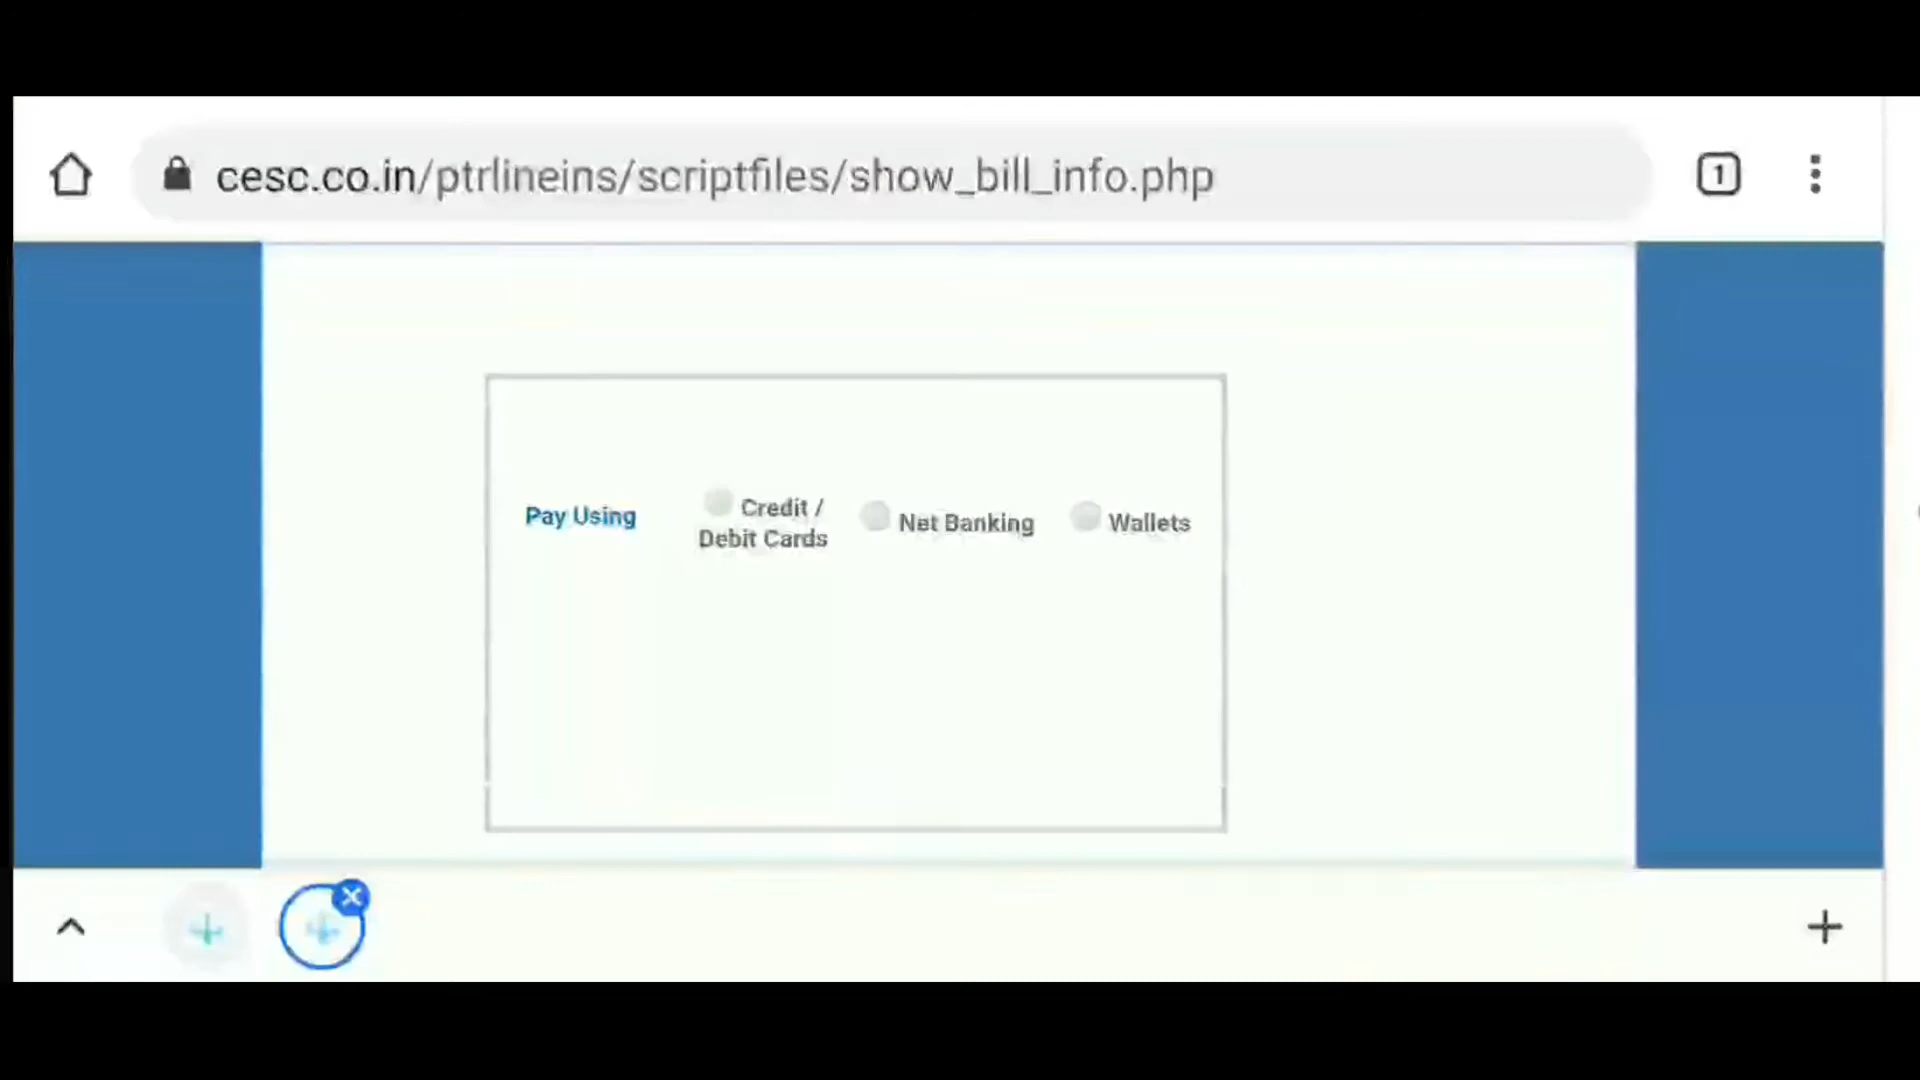 cesc.co.in/ptrlineins/scriptfiles/show_bill_info.php
1
Pay Using
Credit /
Debit Cards
Net Banking
Wallets